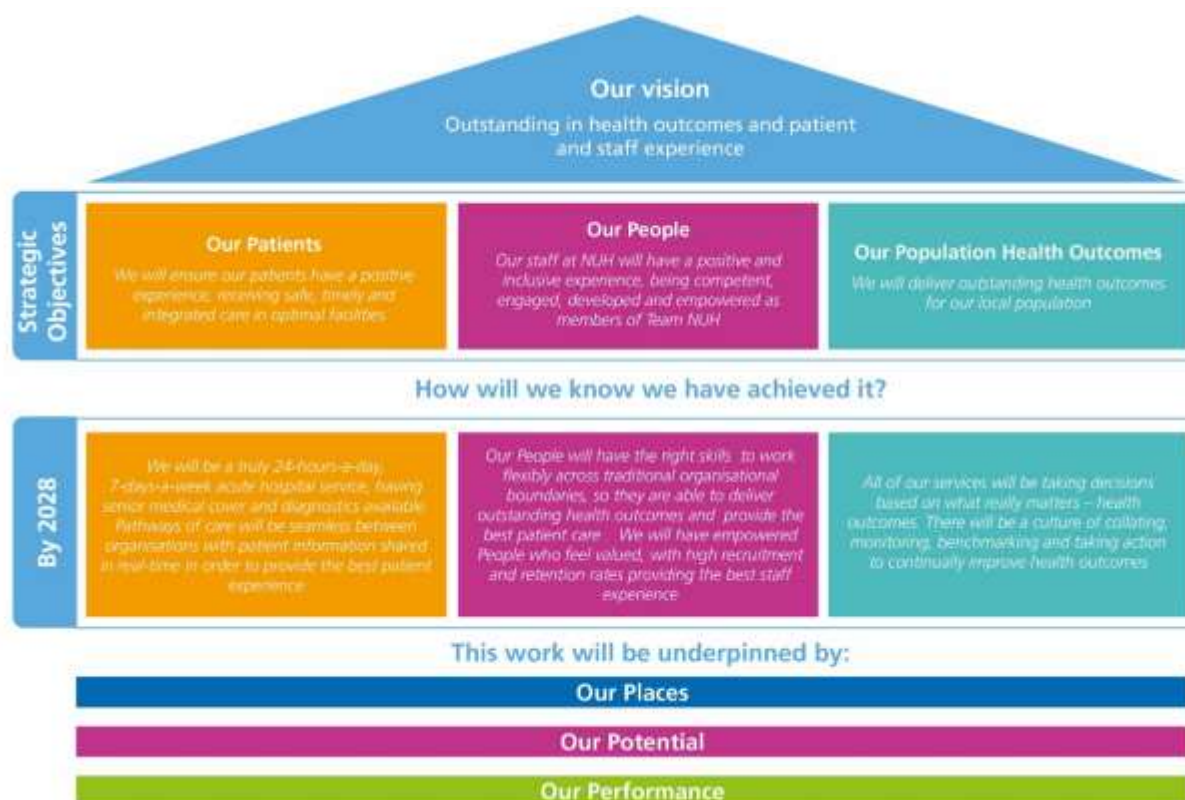 Our vision
Outstanding in health outcomes and patient
and staff experience
Strategic
Objectives
Our Patients
We will ensure our patients have a positive
experience, receiving safe, timely and
integrated care in optimal facilities
Our People
Our staff at NUH will have a positive and
inclusive experience, being competent,
engaged, developed and empowered as
members of Team NUH
Our Population Health Outcomes
We will deliver outstanding health outcomes
for our local population
How will we know we have achieved it?
By 2028
We will be a truly 24-hours-a-day,
7-days-a-week acute hospital service, having
senior medical cover and diagnostics available
Pathways of care will be seamless between
organisations with patient information shared
in real-time in order to provide the best patient
experience
Our People will have the right skills to work
flexibly across traditional organisational
boundaries, so they are able to deliver
outstanding health outcomes and provide the
best patient care We will have empowered
People who feel valued, with high recruitment
and retention rates providing the best staff
experience
All of our services will be taking decisions
based on what really matters – health
outcomes. There will be a culture of collating,
monitoring, benchmarking and taking action
to continually improve health outcomes
This work will be underpinned by:
Our Places
Our Potential
Our Performance